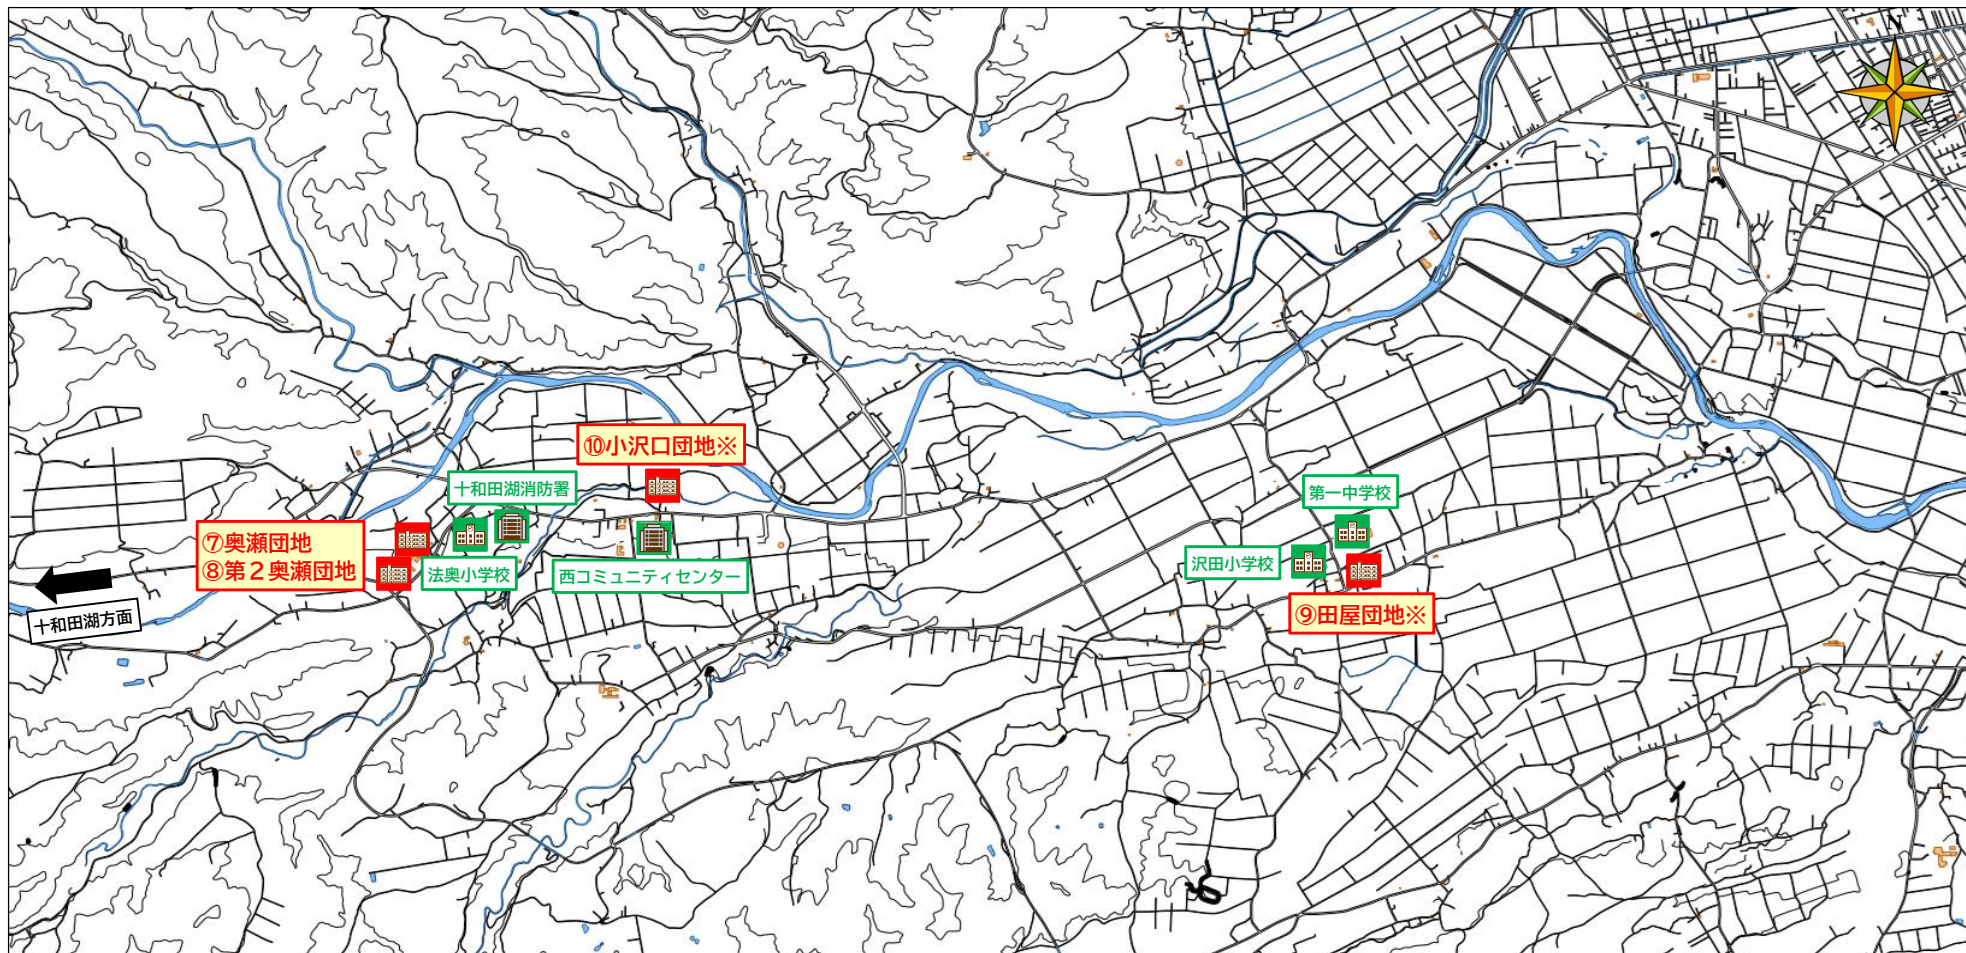 N
⑩小沢口団地※
十和田湖消防署
第一中学校
⑦奥瀬団地
⑧第2奥瀬団地
法奥小学校
西コミュニティセンター
沢田小学校
⑨田屋団地※
十和田湖方面